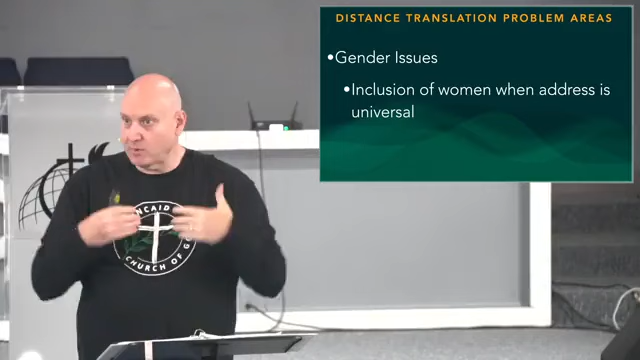 DISTANCE TRANSLATION PROBLEM AREAS
•Gender Issues
•Inclusion of women when address is
universal
CHURCH OF